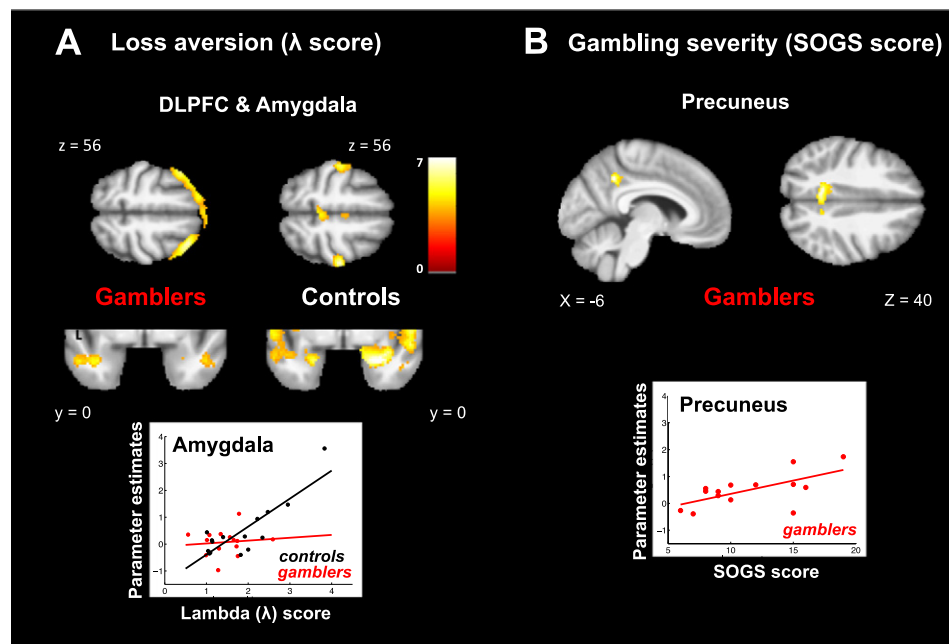 A Loss aversion (λ score)
DLPFC & Amygdala
z = 56
z = 56
7
0
Gamblers
Controls
L
y = 0
y = 0
Amygdala
Parameter estimates
4
3
2
1
0
−1
controls
gamblers
0 1 2 3 4
Lambda (λ) score
B Gambling severity (SOGS score)
Precuneus
X = -6
Gamblers
Z = 40
Precuneus
Parameter estimates
4
3
2
1
0
−1
gamblers
5 10 15 20
SOGS score